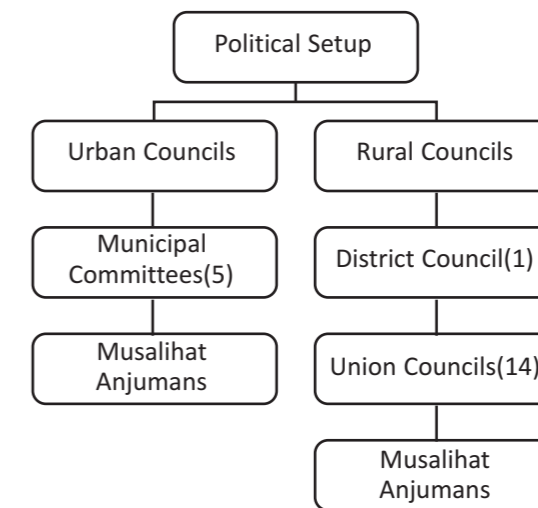 Political Setup
Urban Councils
Rural Councils
Municipal
Committees(5)
District Council(1)
Musalihat
Anjumans
Union Councils(14)
Musalihat
Anjumans